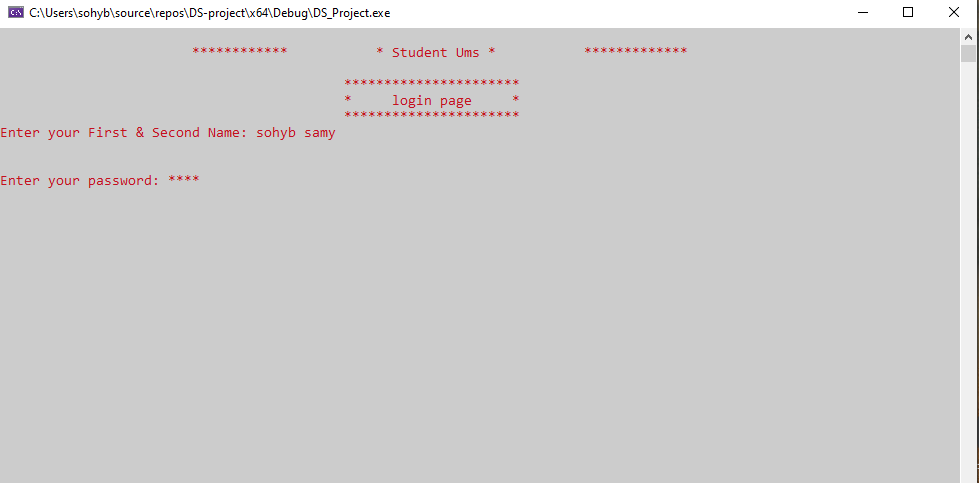 C:\Users\sohyb\source\repos\DS-project\x64\Debug\DS_Project.exe
************ * Student Ums * *************
**********************
* login page *
**********************
Enter your First & Second Name: sohyb samy
Enter your password: ****